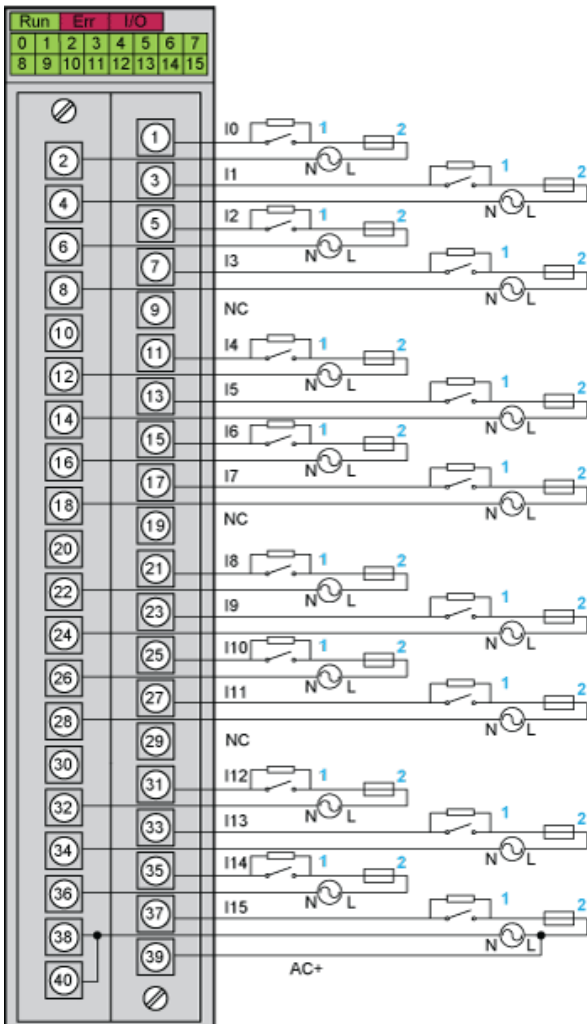 Run Err I/O
0 1 2 3 4 5 6 7
8 9 10 11 12 13 14 15
1 I0 1 2
2 N L
3 I1 1 2
4 N L
5 I2 1 2
6 N L
7 I3 1 2
8 N L
9 NC
10
11 I4 1 2
12 N L
13 I5 1 2
14 N L
15 I6 1 2
16 N L
17 I7 1 2
18 N L
19 NC
20
21 I8 1 2
22 N L
23 I9 1 2
24 N L
25 I10 1 2
26 N L
27 I11 1 2
28 N L
29 NC
30
31 I12 1 2
32 N L
33 I13 1 2
34 N L
35 I14 1 2
36 N L
37 I15 1 2
38 N L
39 AC+
40